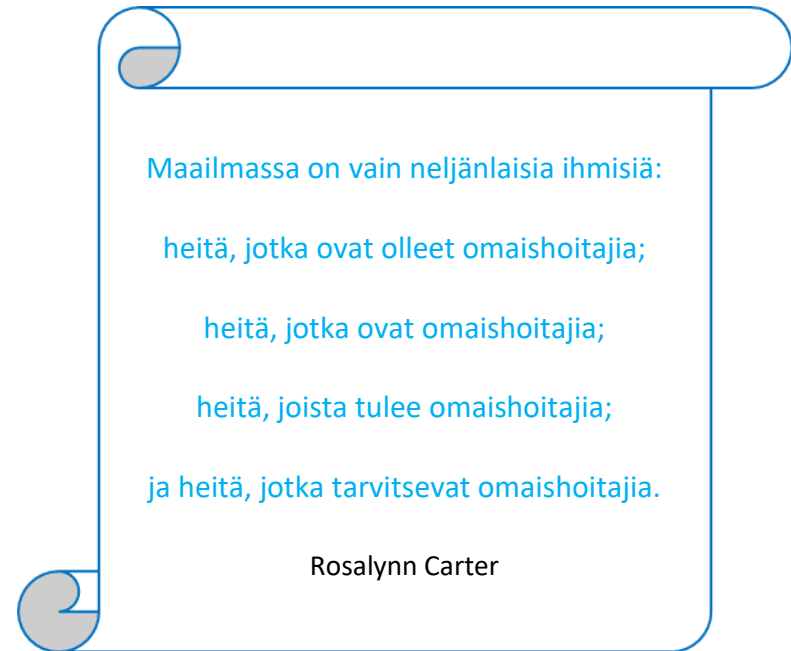 Maailmassa on vain neljänlaisia ihmisiä:
heitä, jotka ovat olleet omaishoitajia;
heitä, jotka ovat omaishoitajia;
heitä, joista tulee omaishoitajia;
ja heitä, jotka tarvitsevat omaishoitajia.
Rosalynn Carter